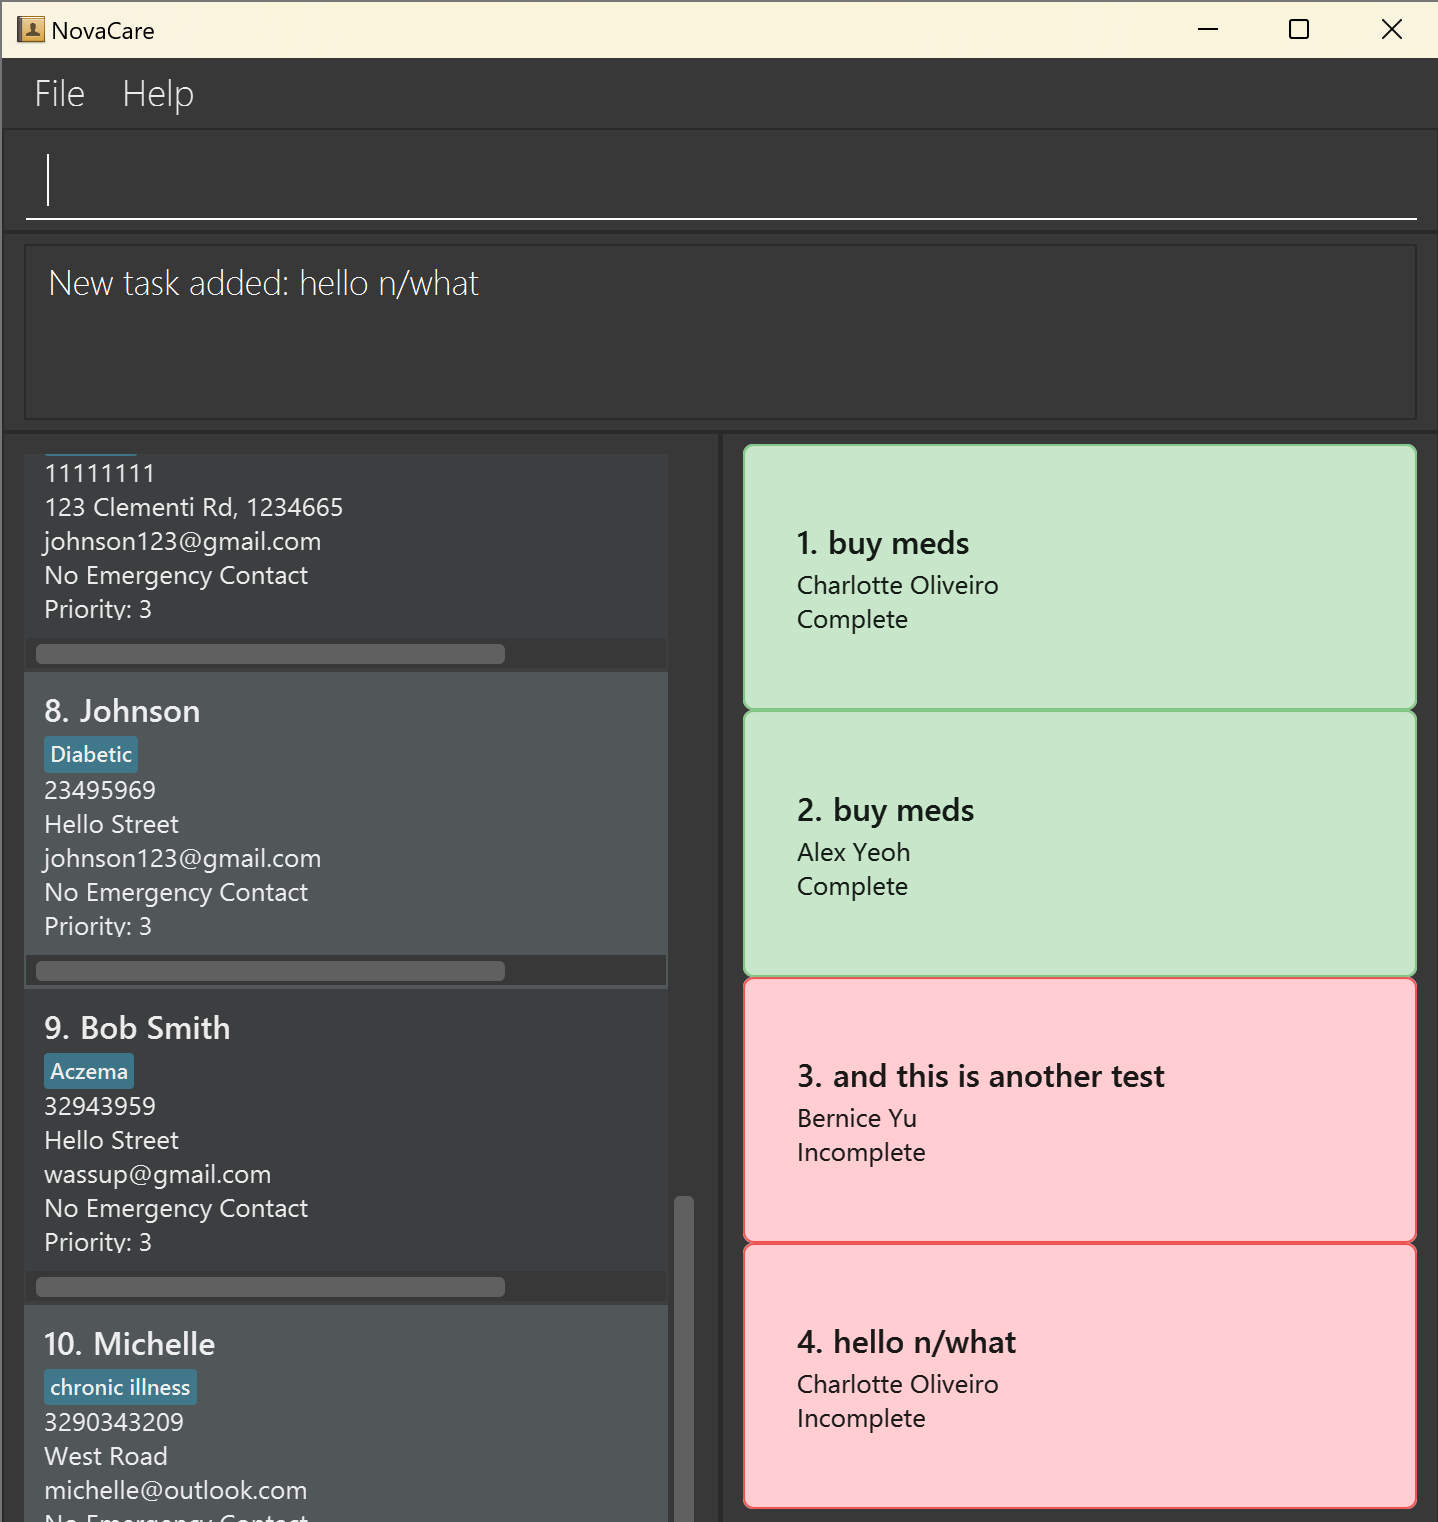 NovaCare
File Help
New task added: hello n/what
11111111
123 Clementi Rd, 1234665
johnson123@gmail.com
No Emergency Contact
Priority: 3
8. Johnson
Diabetic
23495969
Hello Street
johnson123@gmail.com
No Emergency Contact
Priority: 3
9. Bob Smith
Aczema
32943959
Hello Street
wassup@gmail.com
No Emergency Contact
Priority: 3
10. Michelle
chronic illness
3290343209
West Road
michelle@outlook.com
No Emergency Contact
1. buy meds
Charlotte Oliveiro
Complete
2. buy meds
Alex Yeoh
Complete
3. and this is another test
Bernice Yu
Incomplete
4. hello n/what
Charlotte Oliveiro
Incomplete